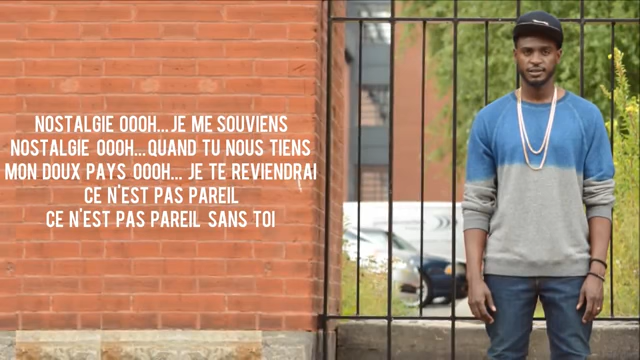 NOSTALGIE OOOH...JE ME SOUVIENS
NOSTALGIE OOOH...QUAND TU NOUS TIENS
MON DOUX PAYS OOOH... JE TE REVIENDRAI
CE N'EST PAS PAREIL
CE N'EST PAS PAREIL SANS TOI